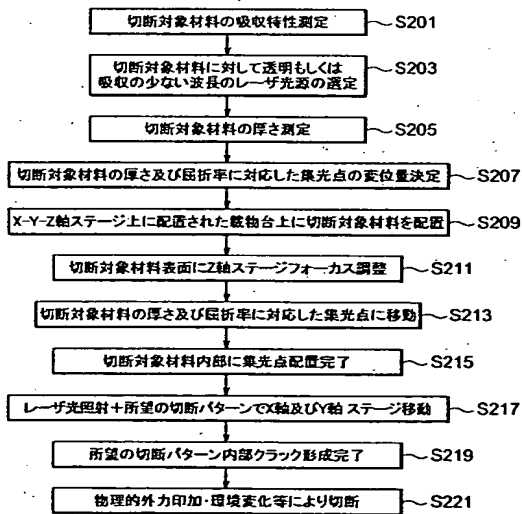 切断対象材料の吸収特性測定 S201
切断対象材料に対して透明もしくは
吸収の少ない波長のレーザ光源の選定 S203
切断対象材料の厚さ測定 S205
切断対象材料の厚さ及び屈折率に対応した集光点の変位量決定 S207
X-Y-Z軸ステージ上に配置された載物台上に切断対象材料を配置 S209
切断対象材料表面にZ軸ステージフォーカス調整 S211
切断対象材料の厚さ及び屈折率に対応した集光点に移動 S213
切断対象材料内部に集光点配置完了 S215
レーザ光照射+所望の切断パターンでX軸及びY軸 ステージ移動 S217
所望の切断パターン内部クラック形成完了 S219
物理的外力印加・環境変化等により切断 S221